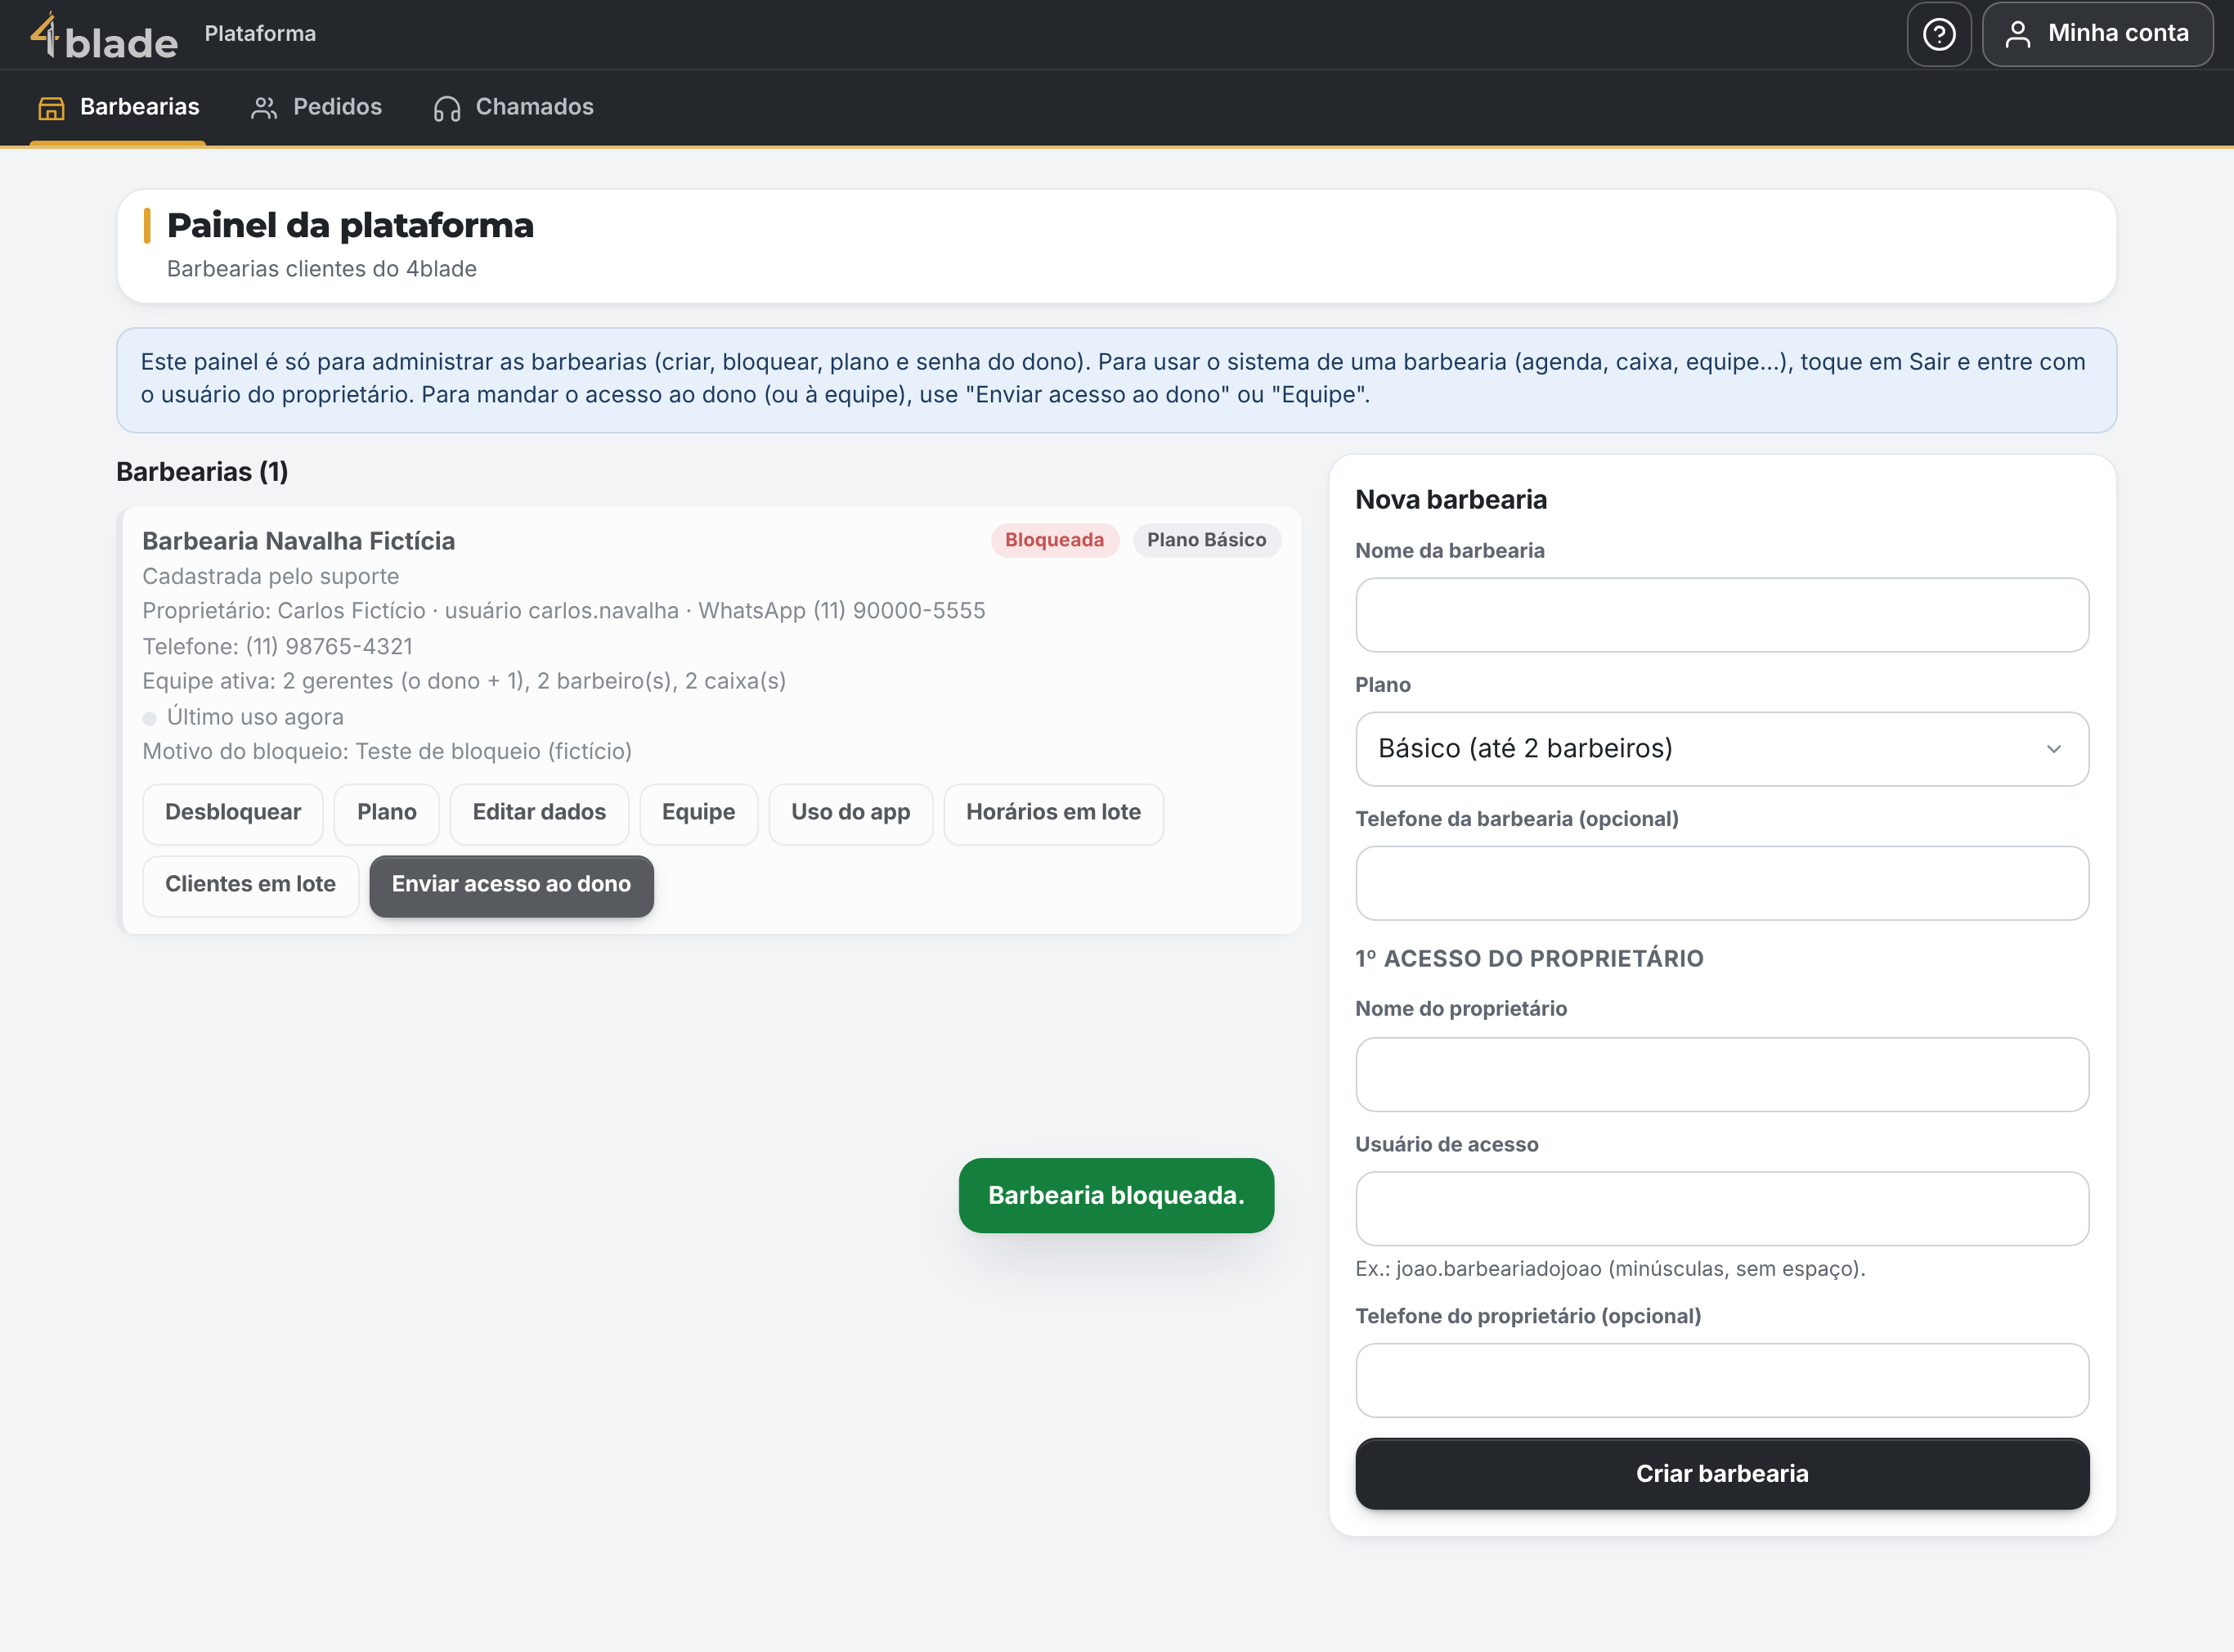 4blade Plataforma
Minha conta
Barbearias Pedidos Chamados
Painel da plataforma
Barbearias clientes do 4blade
Este painel é só para administrar as barbearias (criar, bloquear, plano e senha do dono). Para usar o sistema de uma barbearia (agenda, caixa, equipe...), toque em Sair e entre com
o usuário do proprietário. Para mandar o acesso ao dono (ou à equipe), use "Enviar acesso ao dono" ou "Equipe".
Barbearias (1)
Barbearia Navalha Fictícia
Bloqueada Plano Básico
Cadastrada pelo suporte
Proprietário: Carlos Fictício · usuário carlos.navalha · WhatsApp (11) 90000-5555
Telefone: (11) 98765-4321
Equipe ativa: 2 gerentes (o dono + 1), 2 barbeiro(s), 2 caixa(s)
Último uso agora
Motivo do bloqueio: Teste de bloqueio (fictício)
Desbloquear Plano Editar dados Equipe Uso do app Horários em lote
Clientes em lote Enviar acesso ao dono
Barbearia bloqueada.
Nova barbearia
Nome da barbearia
Plano
Básico (até 2 barbeiros)
Telefone da barbearia (opcional)
1º ACESSO DO PROPRIETÁRIO
Nome do proprietário
Usuário de acesso
Ex.: joao.barbeariadojoao (minúsculas, sem espaço).
Telefone do proprietário (opcional)
Criar barbearia